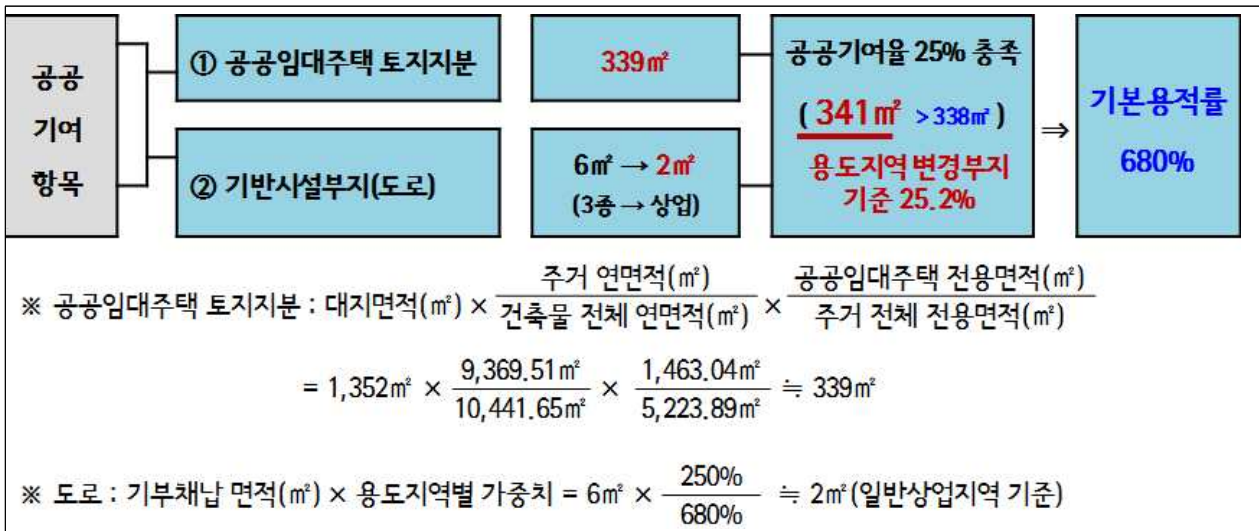 공공
기여
항목
① 공공임대주택 토지지분
339㎡
공공기여율 25% 충족
( 341㎡ > 338㎡ )
용도지역 변경부지
기준 25.2%
⇒
기본용적률
680%
② 기반시설부지(도로)
6㎡ → 2㎡
(3종 → 상업)
※ 공공임대주택 토지지분 : 대지면적(㎡) × 주거 연면적(㎡) / 건축물 전체 연면적(㎡) × 공공임대주택 전용면적(㎡) / 주거 전체 전용면적(㎡)
= 1,352㎡ × 9,369.51㎡ / 10,441.65㎡ × 1,463.04㎡ / 5,223.89㎡ ≒ 339㎡
※ 도로 : 기부채납 면적(㎡) × 용도지역별 가중치 = 6㎡ × 250% / 680% ≒ 2㎡(일반상업지역 기준)